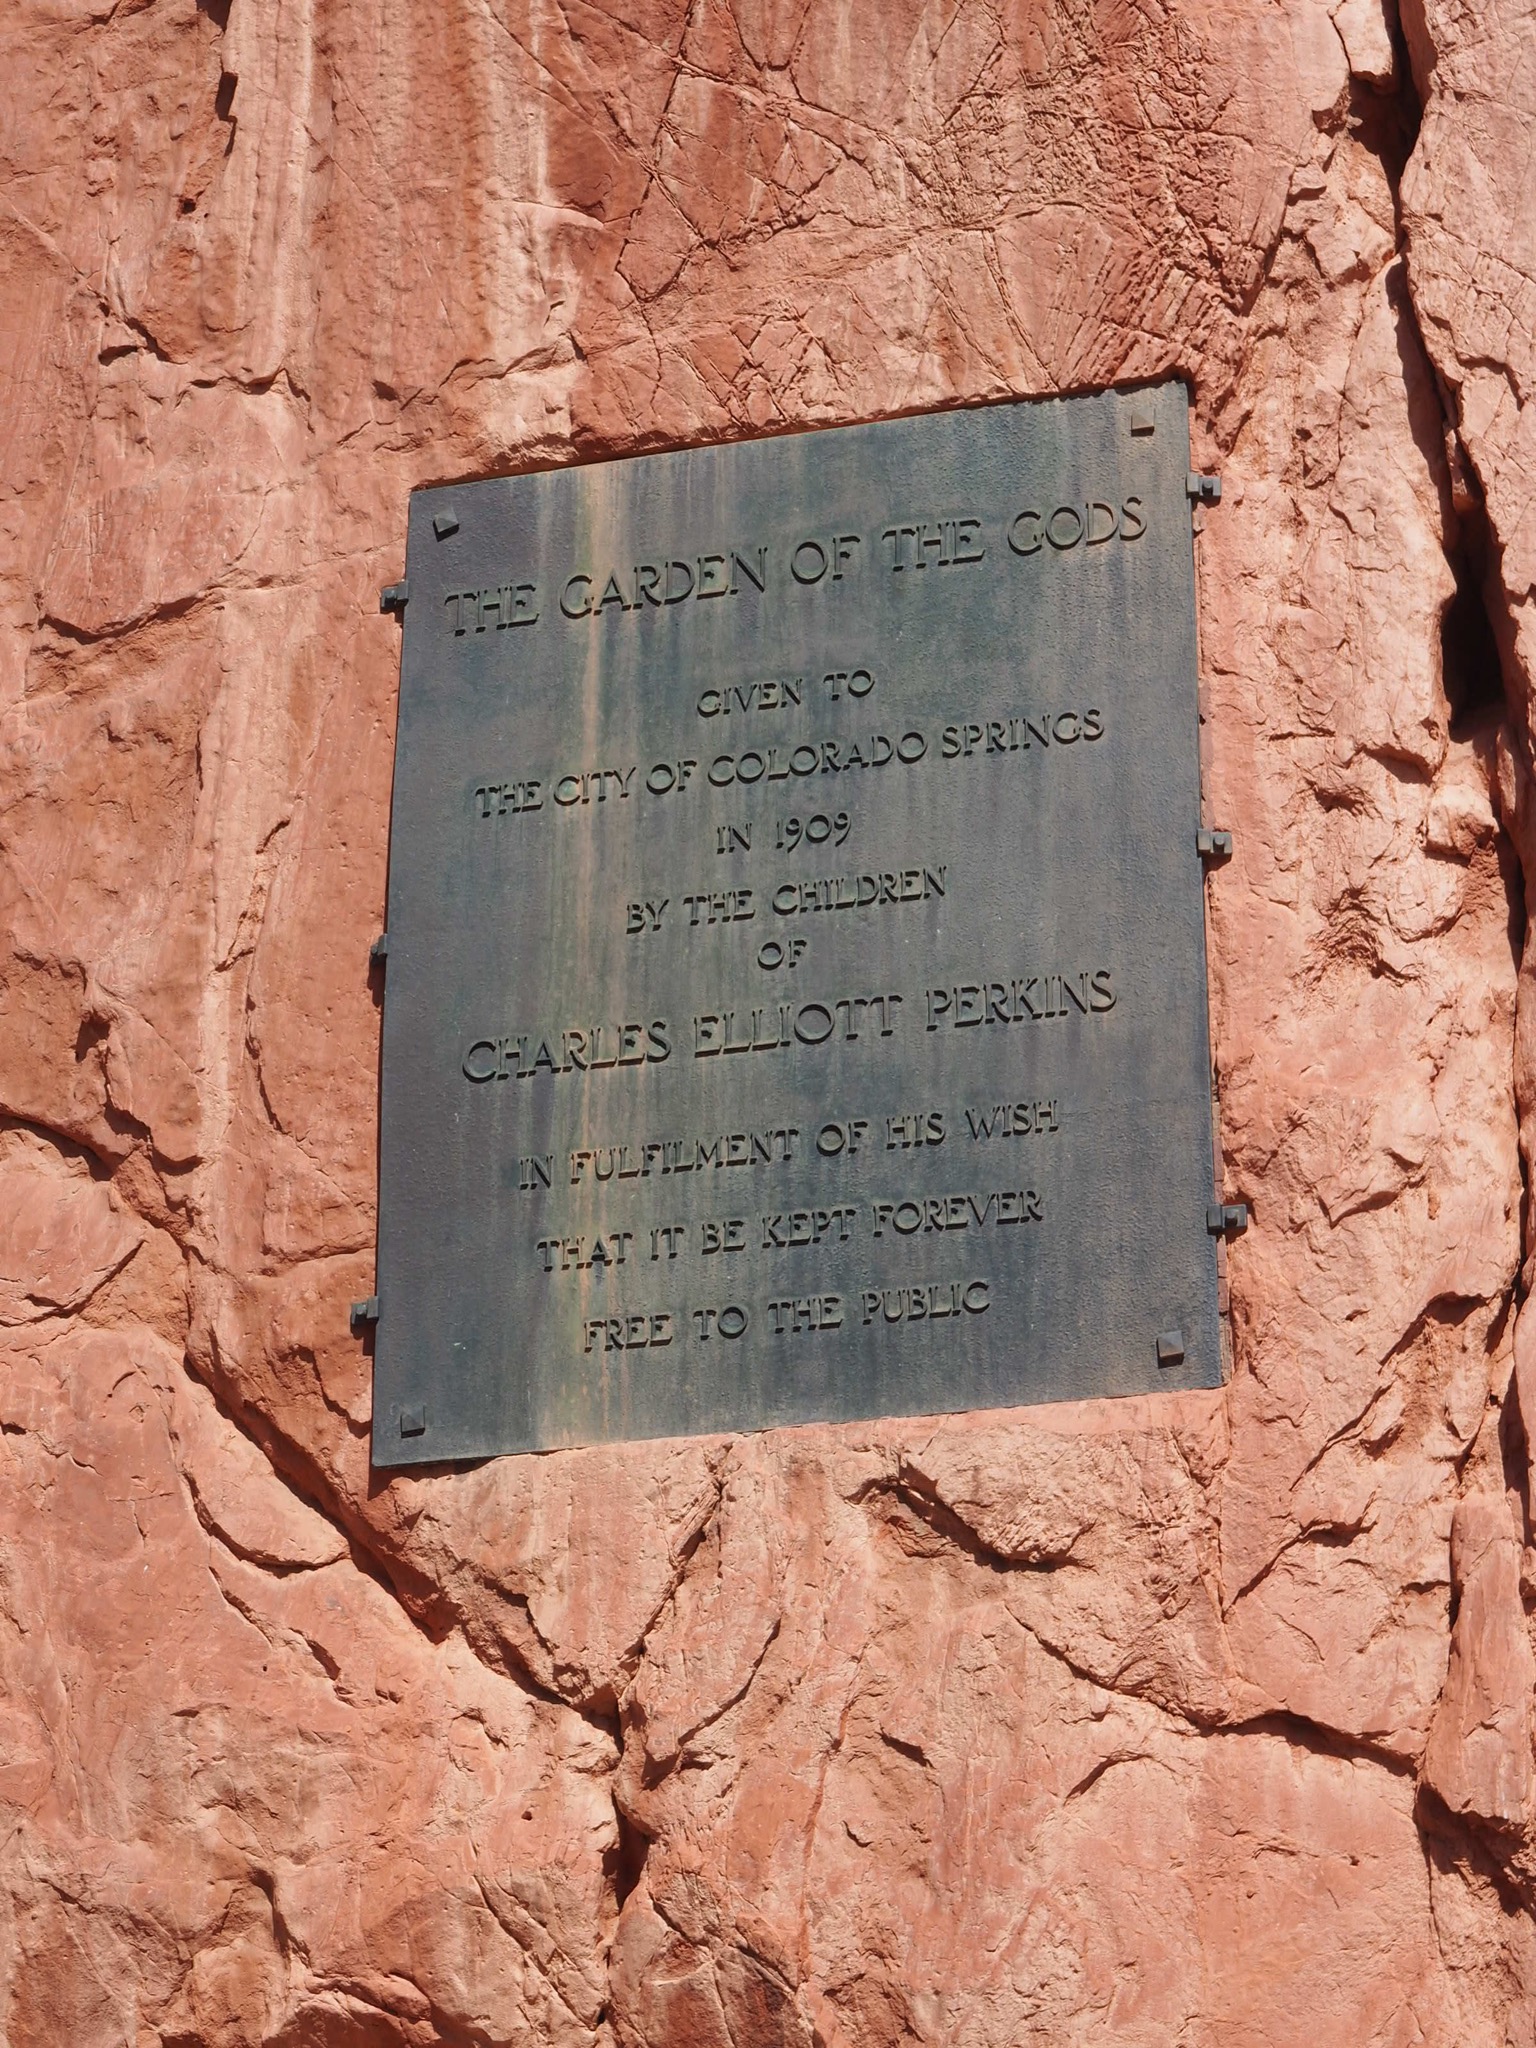 THE GARDEN OF THE GODS
GIVEN TO
THE CITY OF COLORADO SPRINGS
IN 1909
BY THE CHILDREN
OF
CHARLES ELLIOTT PERKINS
IN FULFILMENT OF HIS WISH
THAT IT BE KEPT FOREVER
FREE TO THE PUBLIC